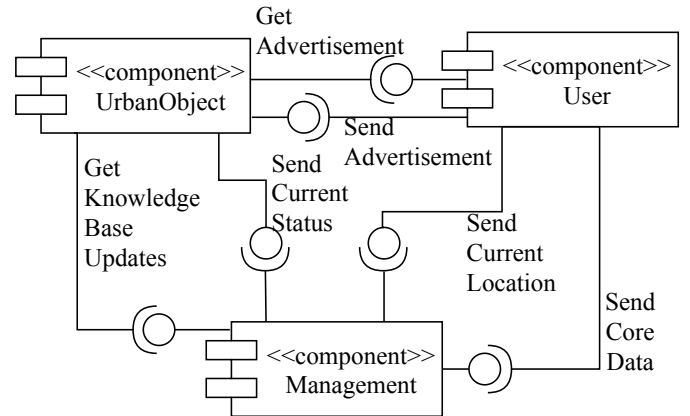 Get
Advertisement
<<component>>
UrbanObject
<<component>>
User
Send
Advertisement
Get
Knowledge
Base
Updates
Send
Current
Status
Send
Current
Location
Send
Core
Data
<<component>>
Management